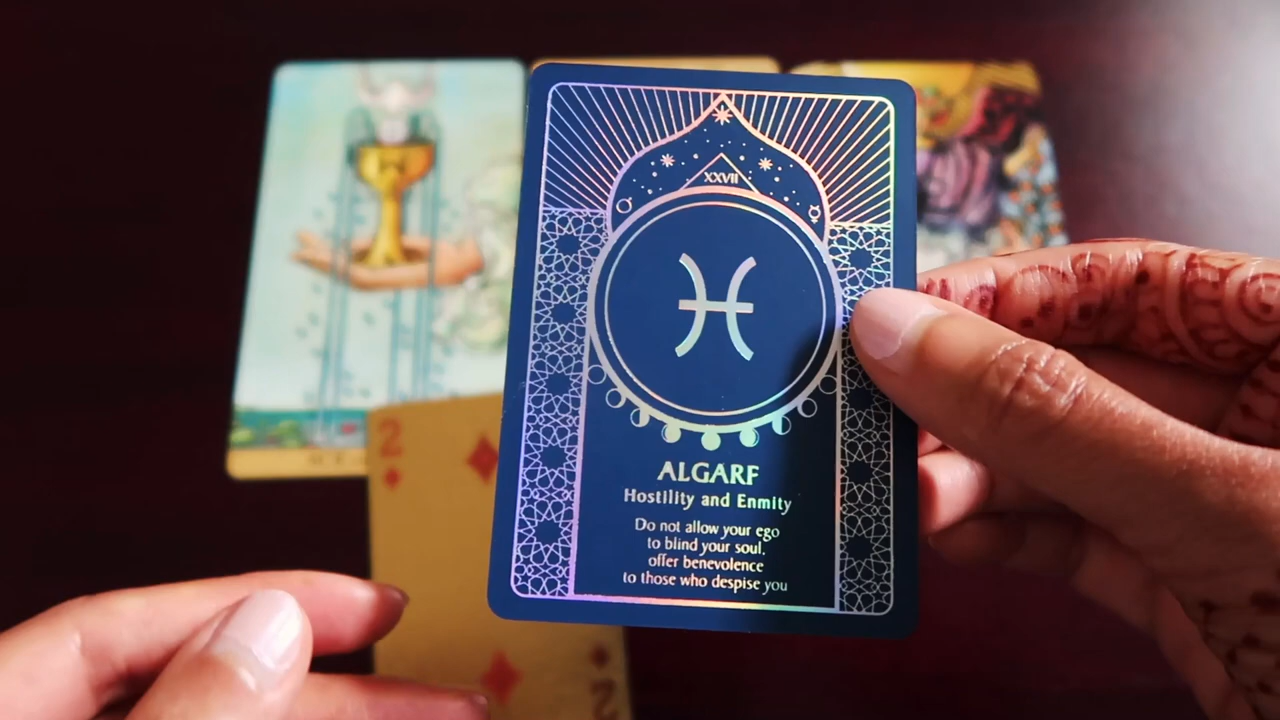 XXVII
ALGARF
Hostility and Enmity
Do not allow your ego
to blind your soul,
offer benevolence
to those who despise you
2
2